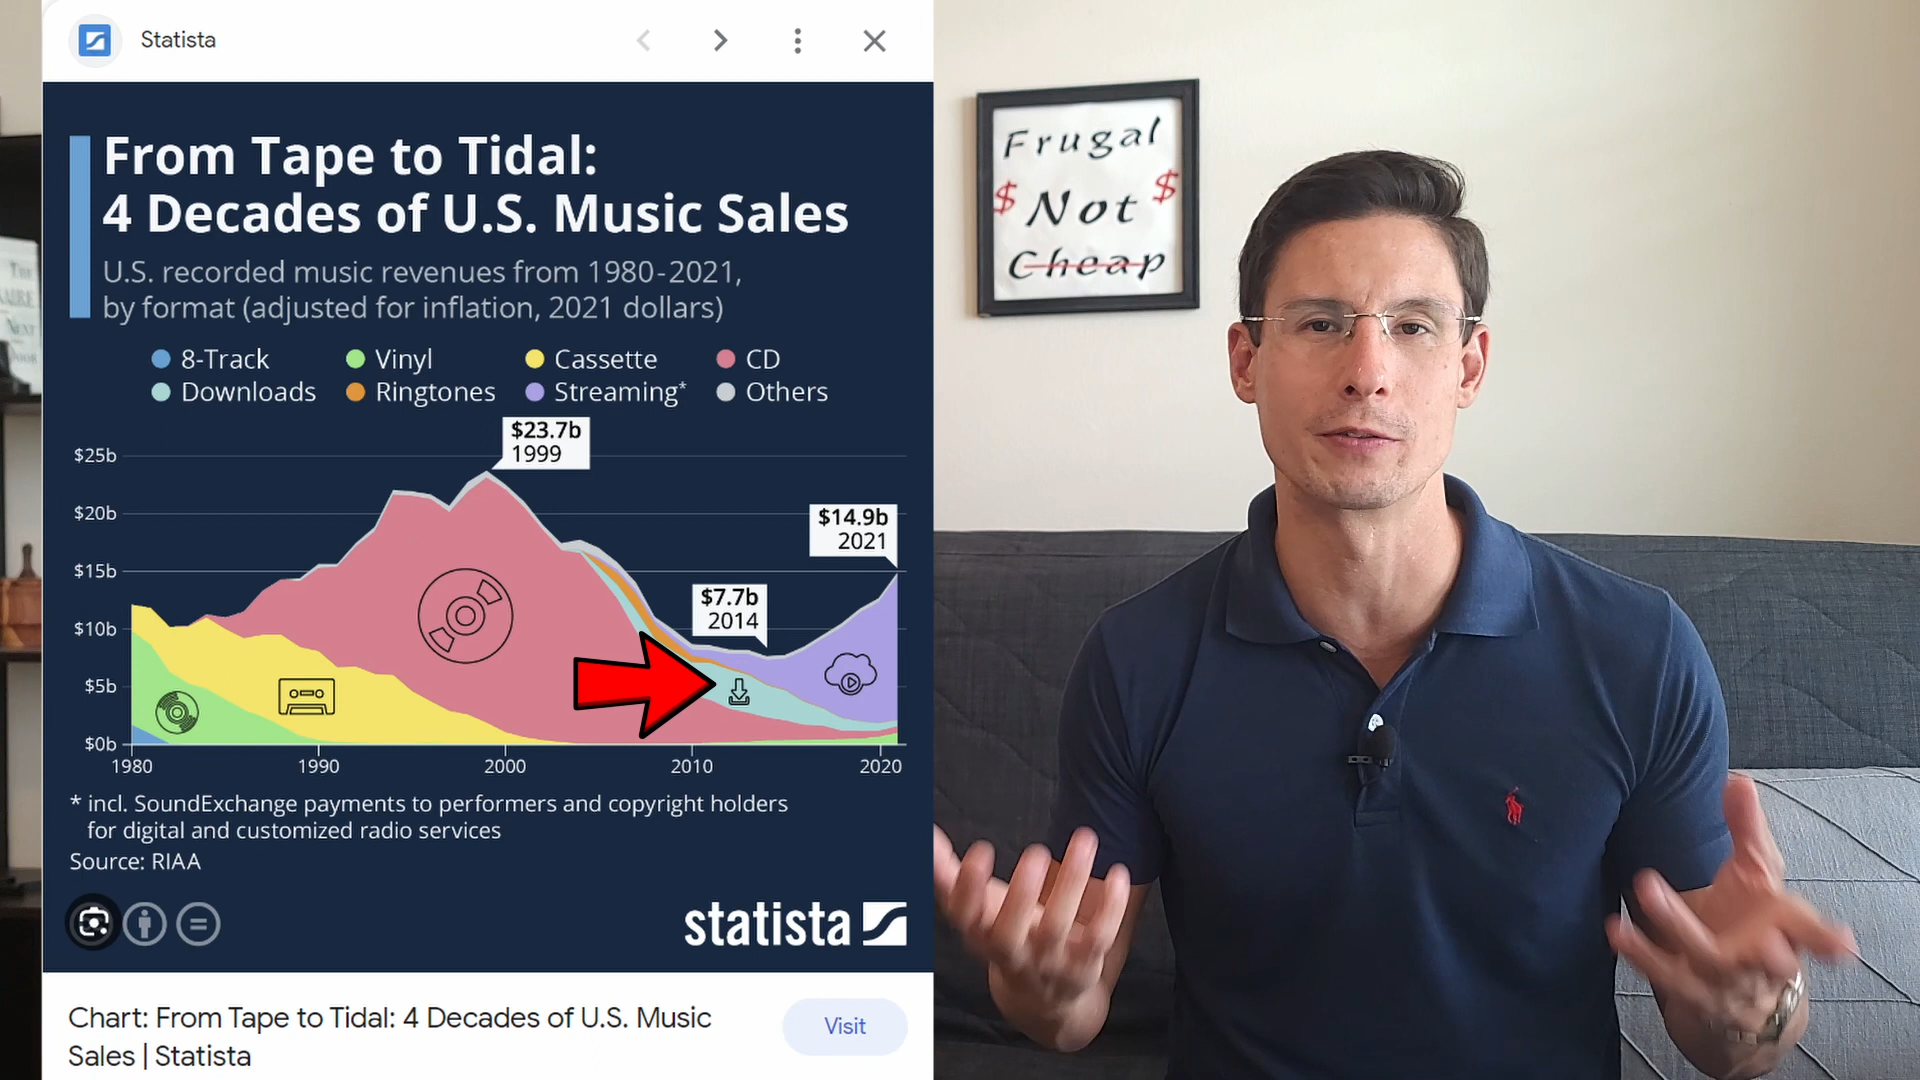 Statista
From Tape to Tidal:
4 Decades of U.S. Music Sales
U.S. recorded music revenues from 1980-2021,
by format (adjusted for inflation, 2021 dollars)
8-Track Vinyl Cassette CD
Downloads Ringtones Streaming* Others
$23.7b
1999
$25b
$20b
$14.9b
2021
$15b
$7.7b
2014
$10b
$5b
$0b
1980 1990 2000 2010 2020
* incl. SoundExchange payments to performers and copyright holders
for digital and customized radio services
Source: RIAA
statista
Chart: From Tape to Tidal: 4 Decades of U.S. Music
Sales | Statista
Visit
Frugal
$ Not $
Cheap